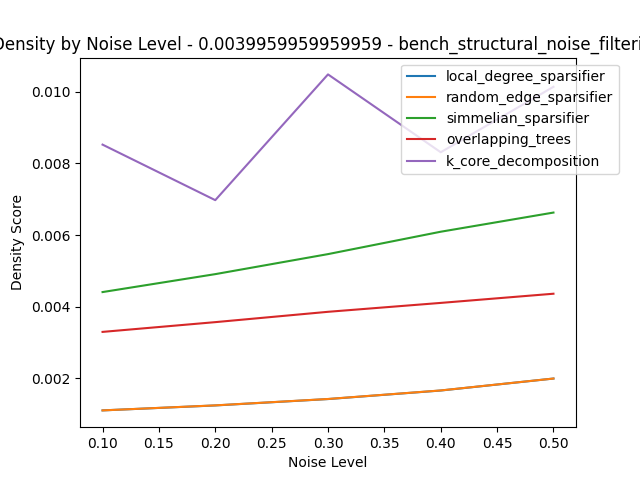 Density by Noise Level - 0.0039959959959959 - bench_structural_noise_filteri
local_degree_sparsifier
random_edge_sparsifier
simmelian_sparsifier
overlapping_trees
k_core_decomposition
Density Score
0.010
0.008
0.006
0.004
0.002
0.10 0.15 0.20 0.25 0.30 0.35 0.40 0.45 0.50
Noise Level